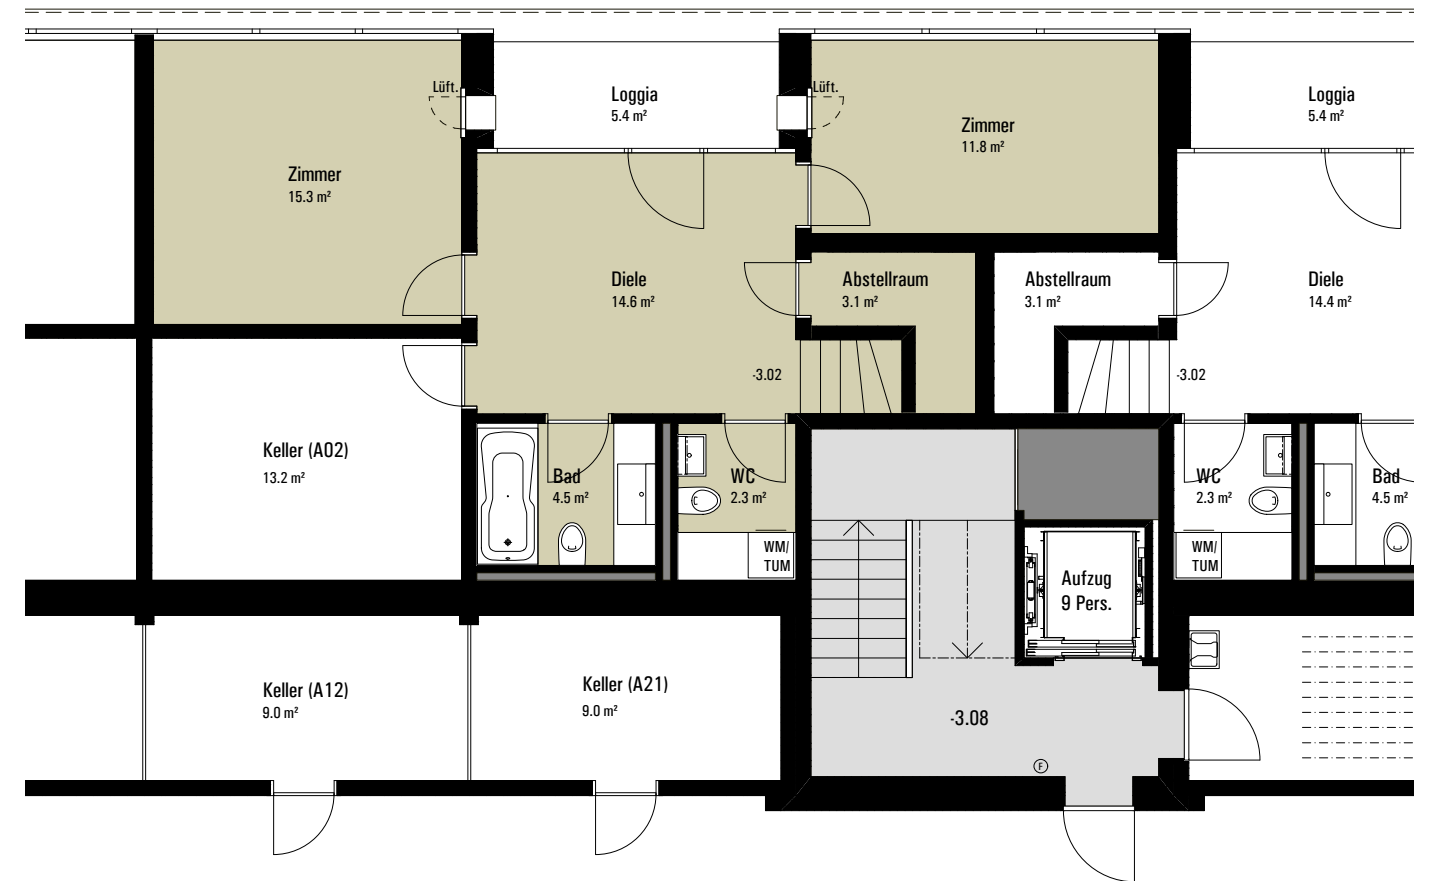 Lüft.
Loggia
5.4 m²
Lüft.
Zimmer
11.8 m²
Loggia
5.4 m²
Zimmer
15.3 m²
Diele
14.6 m²
Abstellraum
3.1 m²
Abstellraum
3.1 m²
Diele
14.4 m²
-3.02
-3.02
Keller (A02)
13.2 m²
Bad
4.5 m²
WC
2.3 m²
WM/
TUM
WC
2.3 m²
WM/
TUM
Bad
4.5 m²
Aufzug
9 Pers.
Keller (A12)
9.0 m²
Keller (A21)
9.0 m²
-3.08
F